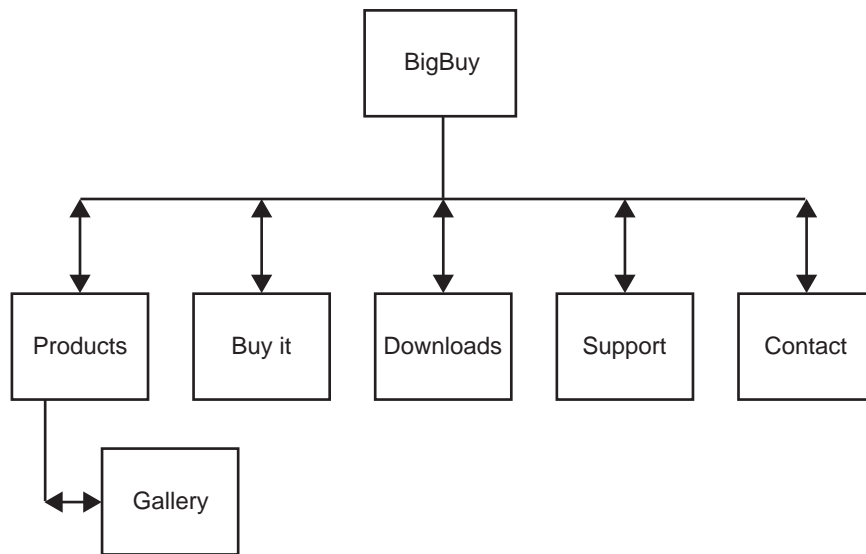 BigBuy
Products
Buy it
Downloads
Support
Contact
Gallery